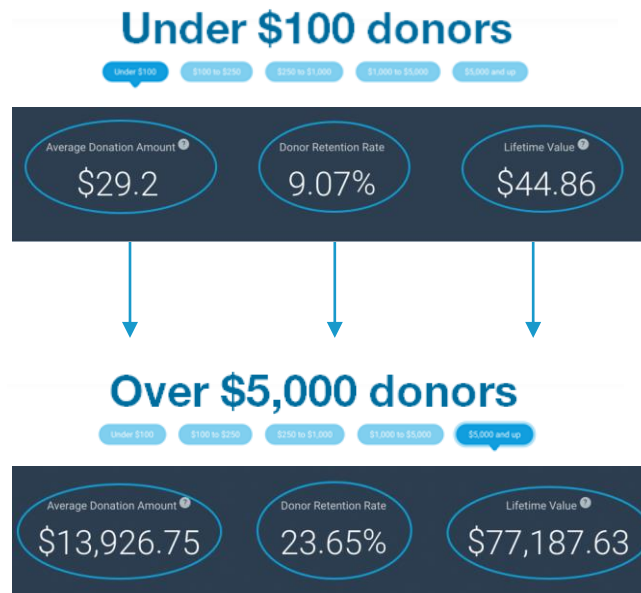 Under $100 donors
Under $100 $100 to $250 $250 to $1,000 $1,000 to $5,000 $5,000 and up
Average Donation Amount ? Donor Retention Rate Lifetime Value ?
$29.2 9.07% $44.86
Over $5,000 donors
Under $100 $100 to $250 $250 to $1,000 $1,000 to $5,000 $5,000 and up
Average Donation Amount ? Donor Retention Rate Lifetime Value ?
$13,926.75 23.65% $77,187.63